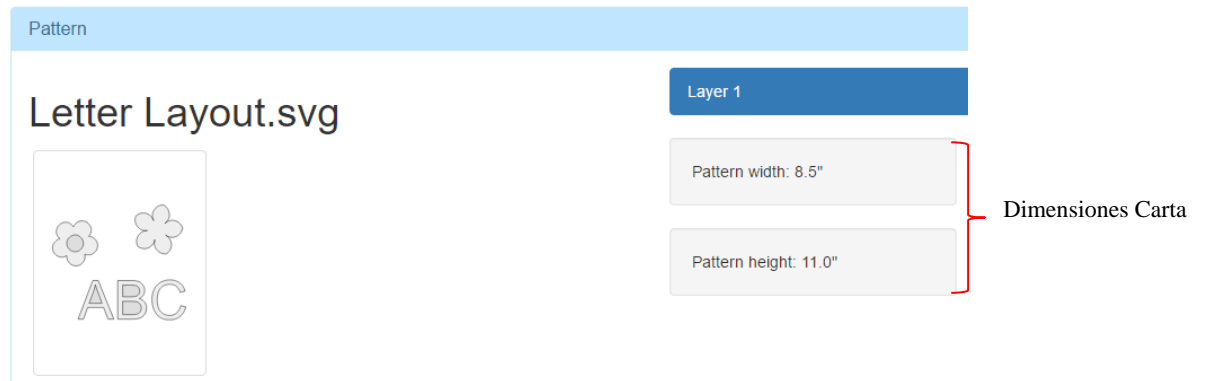 Pattern
Letter Layout.svg
ABC
Layer 1
Pattern width: 8.5"
Pattern height: 11.0"
Dimensiones Carta